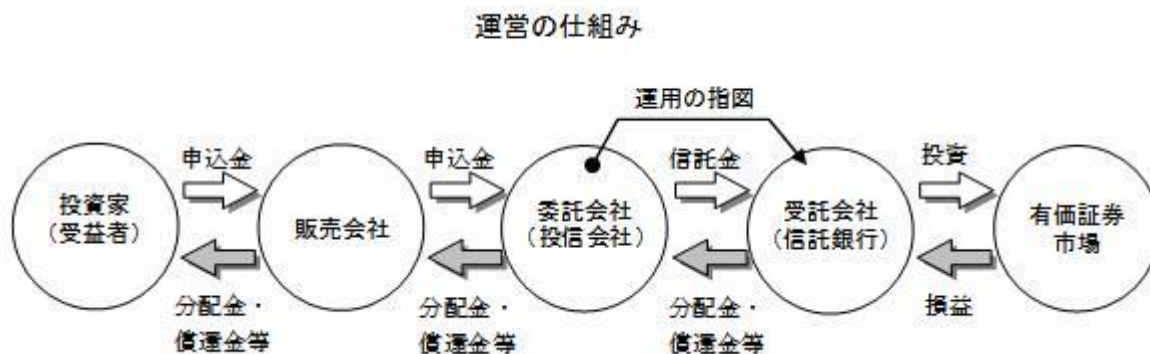 運営の仕組み
運用の指図
申込金
申込金
信託金
投資
投資家
（受益者）
販売会社
委託会社
（投信会社）
受託会社
（信託銀行）
有価証券
市場
分配金・
償還金等
分配金・
償還金等
分配金・
償還金等
損益